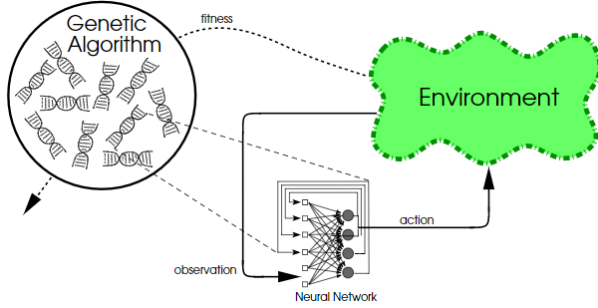 Genetic
Algorithm
fitness
Environment
action
observation
Neural Network